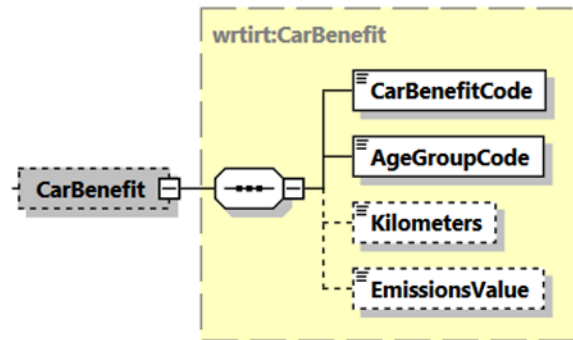 wrtirt:CarBenefit
CarBenefitCode
AgeGroupCode
CarBenefit
Kilometers
EmissionsValue